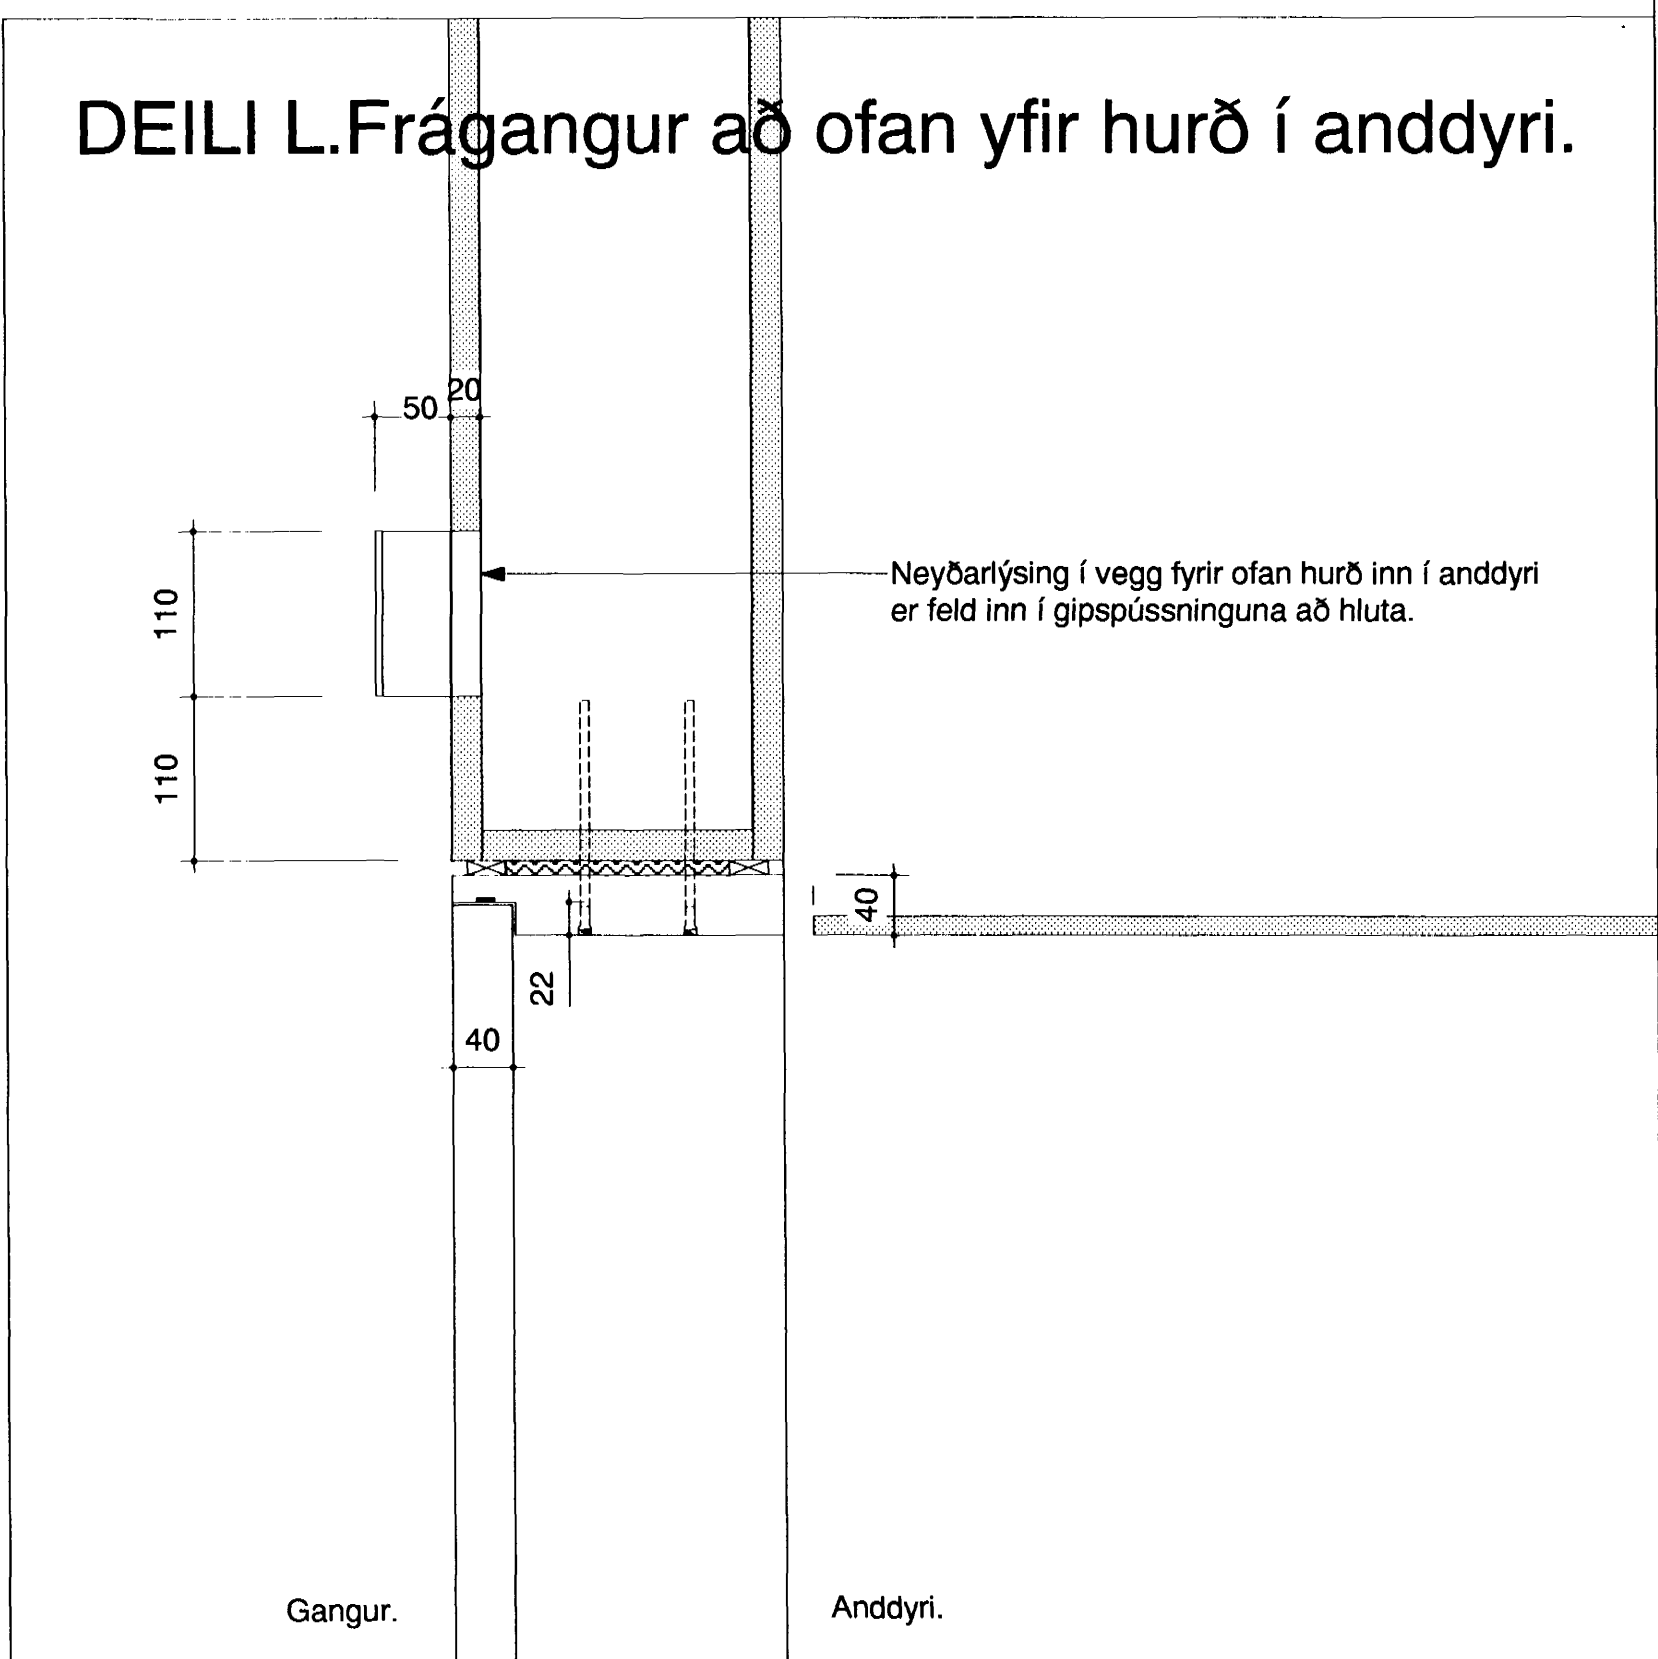 DEILI L.Frágangur að ofan yfir hurð í anddyri.
20
50
110
Neyðarlýsing í vegg fyrir ofan hurð inn í anddyri
er feld inn í gipspússninguna að hluta.
110
40
22
40
Gangur.
Anddyri.